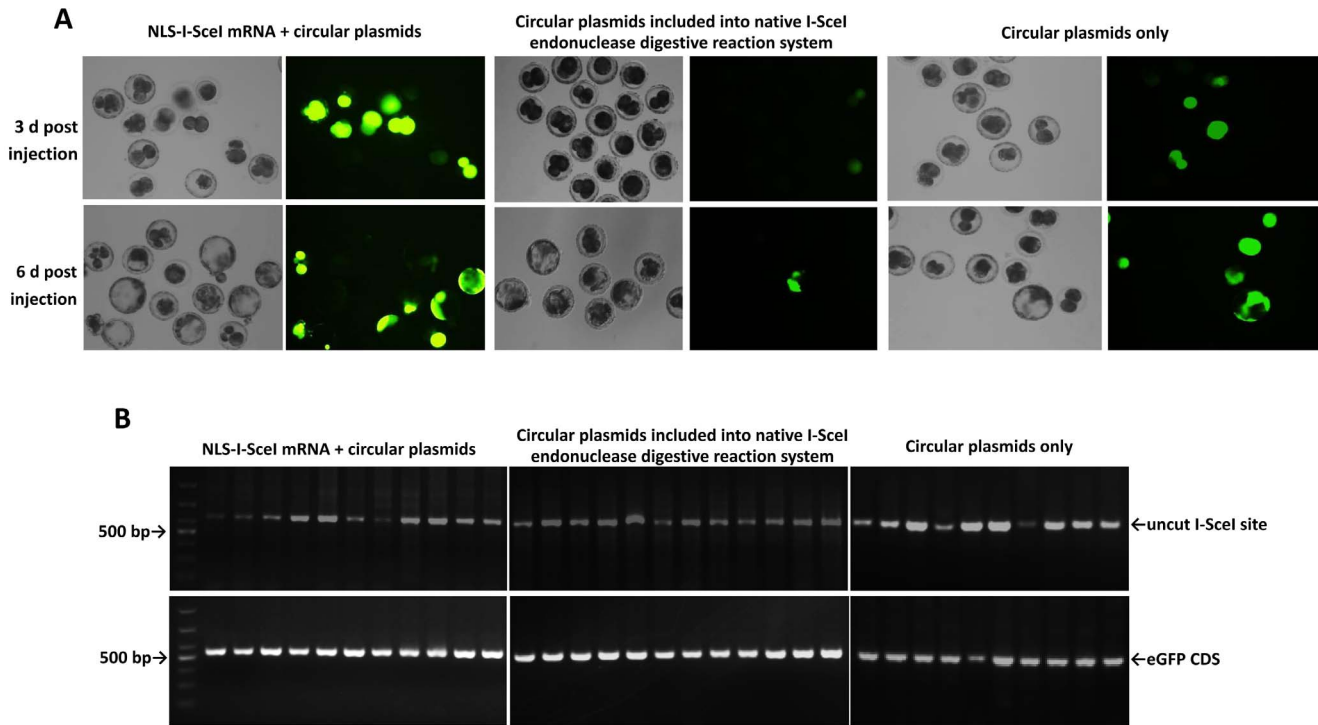 A
NLS-I-SceI mRNA + circular plasmids
Circular plasmids included into native I-SceI
endonuclease digestive reaction system
Circular plasmids only
3 d post
injection
6 d post
injection
B
NLS-I-SceI mRNA + circular plasmids
Circular plasmids included into native I-SceI
endonuclease digestive reaction system
Circular plasmids only
500 bp→
←uncut I-SceI site
500 bp→
←eGFP CDS